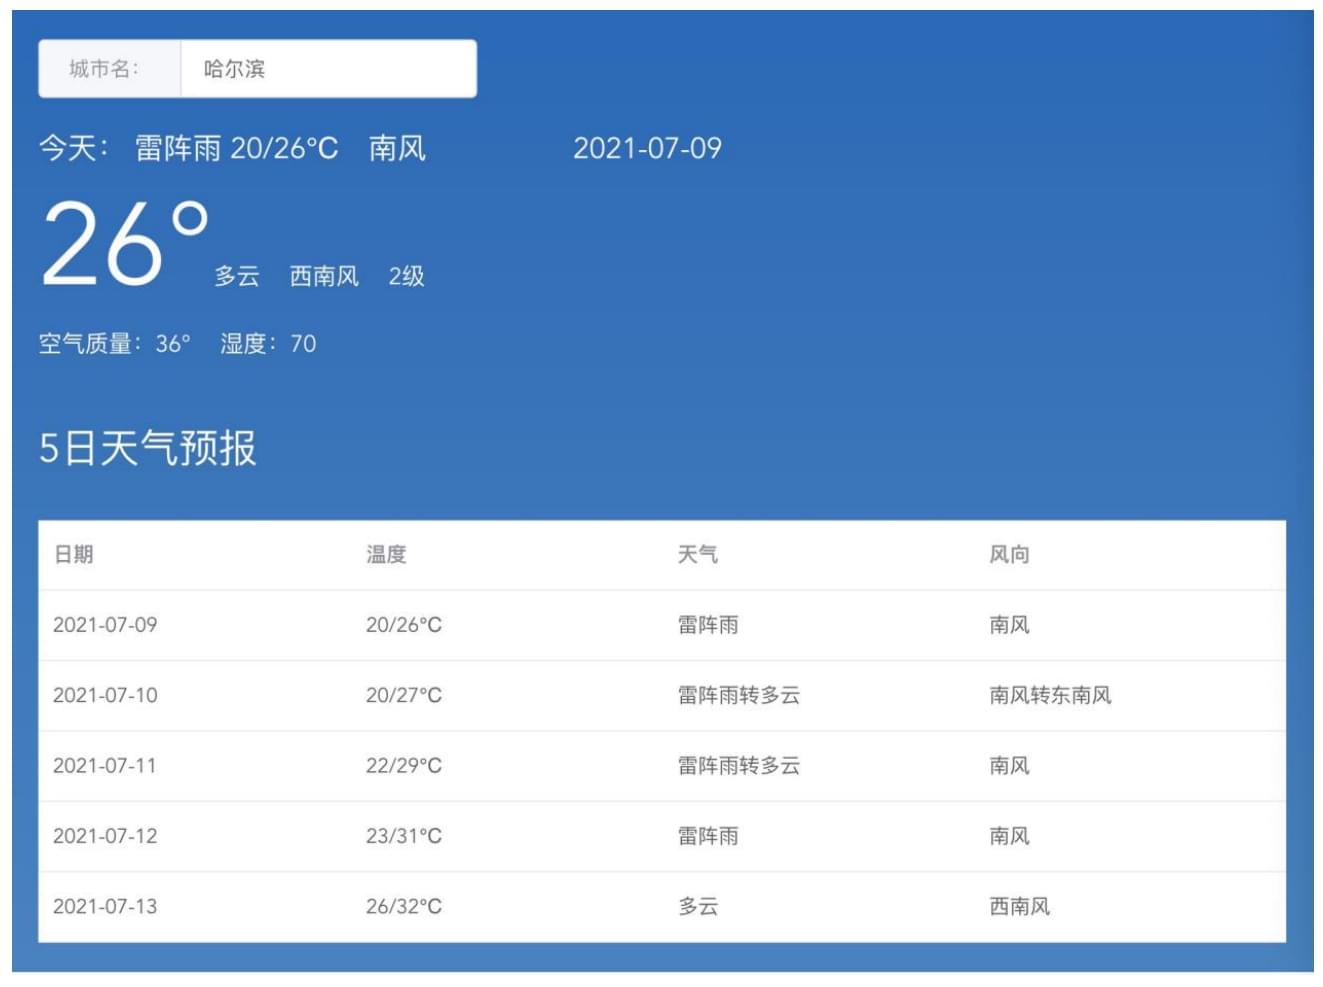 城市名： 哈尔滨
今天： 雷阵雨 20/26°C 南风 2021-07-09
26° 多云 西南风 2级
空气质量：36° 湿度：70
5日天气预报
日期 温度 天气 风向
2021-07-09 20/26°C 雷阵雨 南风
2021-07-10 20/27°C 雷阵雨转多云 南风转东南风
2021-07-11 22/29°C 雷阵雨转多云 南风
2021-07-12 23/31°C 雷阵雨 南风
2021-07-13 26/32°C 多云 西南风